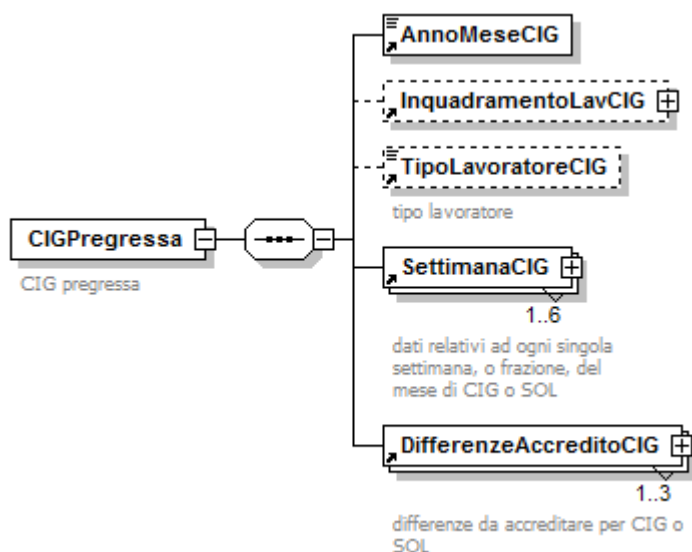 AnnoMeseCIG
InquadramentoLavCIG
TipoLavoratoreCIG
tipo lavoratore
CIGPregressa
CIG pregressa
SettimanaCIG
1..6
dati relativi ad ogni singola
settimana, o frazione, del
mese di CIG o SOL
DifferenzeAccreditoCIG
1..3
differenze da accreditare per CIG o
SOL